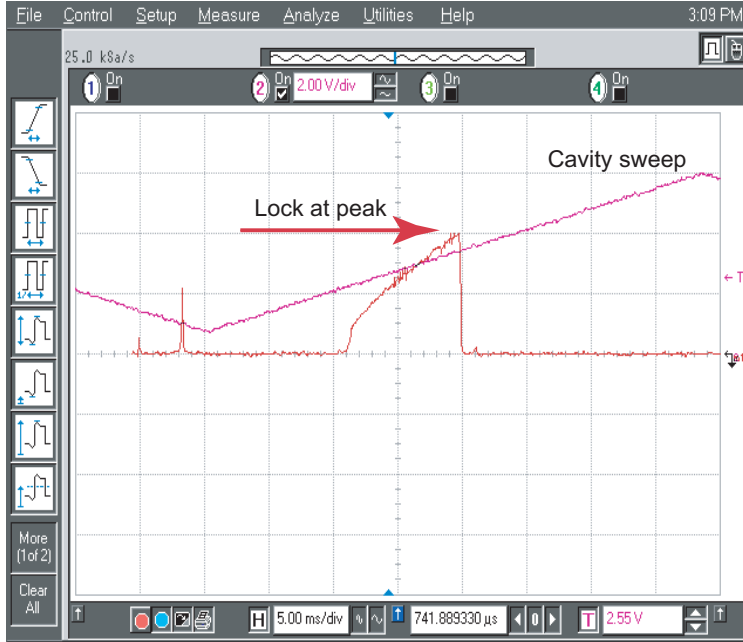 File Control Setup Measure Analyze Utilities Help 3:09 PM
25.0 kSa/s
1 On 2 On 2.00 V/div 3 On 4 On
Cavity sweep
Lock at peak
T
1/
More
(1of 2)
Clear
All
H 5.00 ms/div 741.889330 µs 0 T 2.55 V